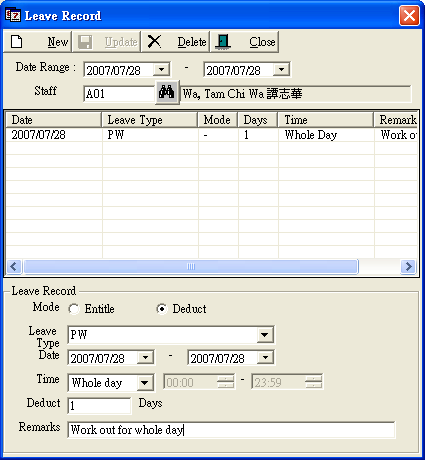 Leave Record
New Update Delete Close
Date Range : 2007/07/28 - 2007/07/28
Staff A01 Wa, Tam Chi Wa 譚志華
Date Leave Type Mode Days Time Remark
2007/07/28 PW - 1 Whole Day Work o
Leave Record
Mode Entitle Deduct
Leave Type PW
Date 2007/07/28 - 2007/07/28
Time Whole day 00:00 - 23:59
Deduct 1 Days
Remarks Work out for whole day